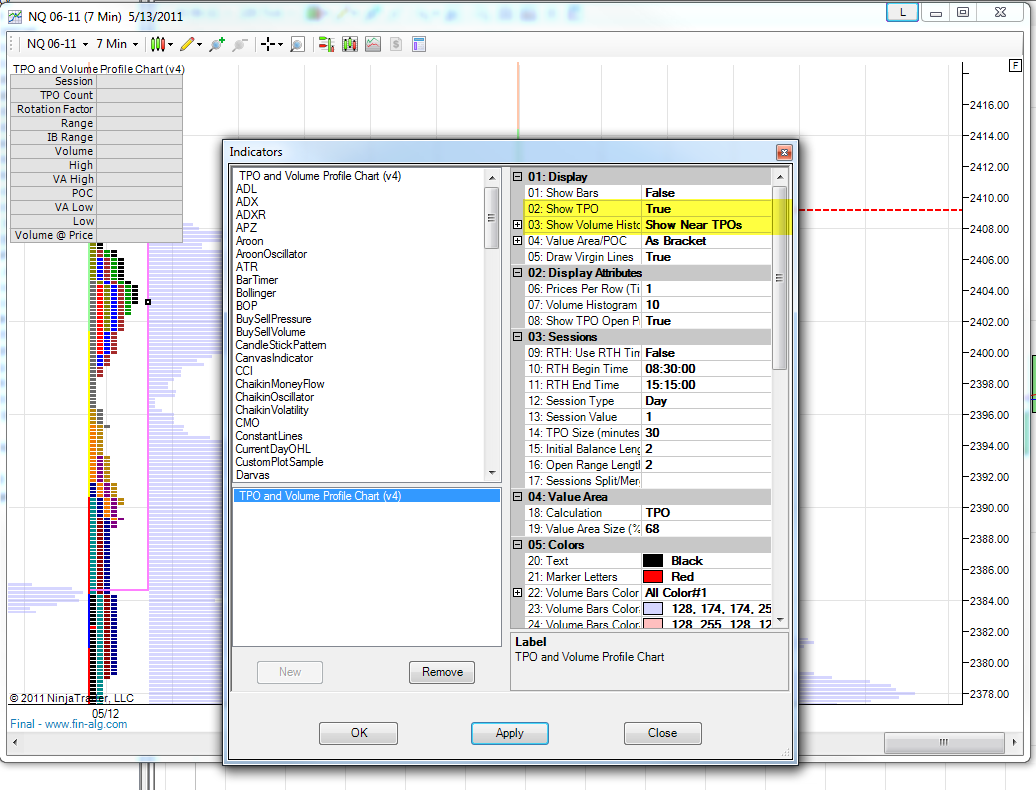 NQ 06-11 (7 Min)  5/13/2011
L
NQ 06-11 7 Min
$
TPO and Volume Profile Chart (v4)
Session
TPO Count
Rotation Factor
Range
IB Range
Volume
High
VA High
POC
VA Low
Low
Volume @ Price
F
2416.00
2414.00
2412.00
2410.00
2408.00
2406.00
2404.00
2402.00
2400.00
2398.00
2396.00
2394.00
2392.00
2390.00
2388.00
2386.00
2384.00
2382.00
2380.00
2378.00
© 2011 NinjaTrader, LLC
05/12
Final - www.fin-alg.com
Indicators
TPO and Volume Profile Chart (v4)
ADL
ADX
ADXR
APZ
Aroon
AroonOscillator
ATR
BarTimer
Bollinger
BOP
BuySellPressure
BuySellVolume
CandleStickPattern
CanvasIndicator
CCI
ChaikinMoneyFlow
ChaikinOscillator
ChaikinVolatility
CMO
ConstantLines
CurrentDayOHL
CustomPlotSample
Darvas
TPO and Volume Profile Chart (v4)
New
Remove
01: Display
01: Show Bars False
02: Show TPO True
03: Show Volume Histo Show Near TPOs
04: Value Area/POC As Bracket
05: Draw Virgin Lines True
02: Display Attributes
06: Prices Per Row (Ti 1
07: Volume Histogram 10
08: Show TPO Open P True
03: Sessions
09: RTH: Use RTH Tim False
10: RTH Begin Time 08:30:00
11: RTH End Time 15:15:00
12: Session Type Day
13: Session Value 1
14: TPO Size (minutes 30
15: Initial Balance Leng 2
16: Open Range Lengtl 2
17: Sessions Split/Mer
04: Value Area
18: Calculation TPO
19: Value Area Size (% 68
05: Colors
20: Text Black
21: Marker Letters Red
22: Volume Bars Color All Color#1
23: Volume Bars Color 128, 174, 174, 25
24: Volume Bars Color 128, 255, 128, 12
Label
TPO and Volume Profile Chart
OK
Apply
Close